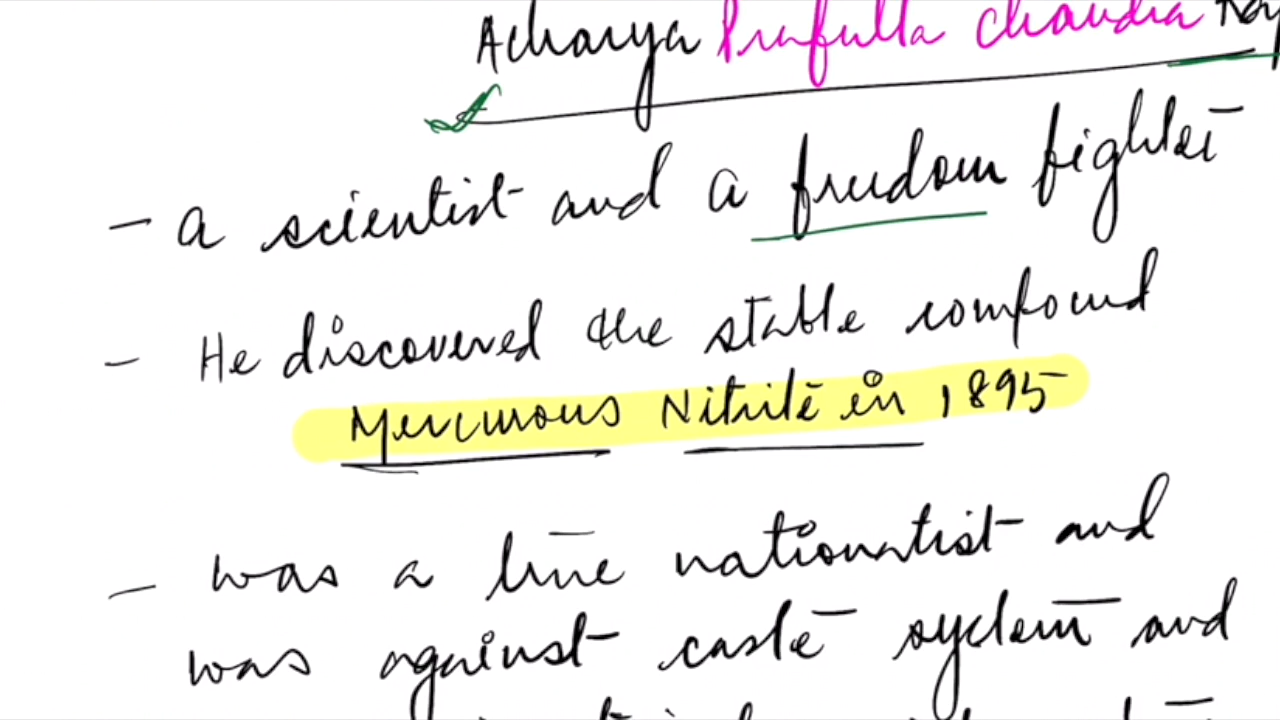 Acharya Prafulla Chandra Ray
- a scientist and a freedom fighter
- He discovered the stable compound
Mercurous Nitrite in 1895
- was a true nationalist and
was against caste system and